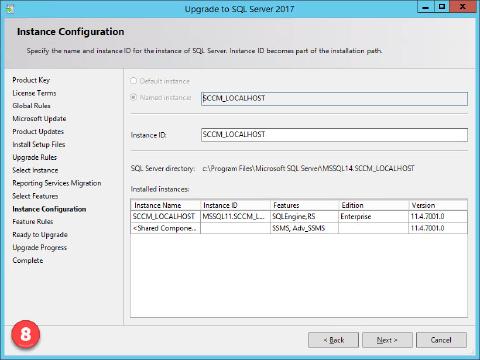 Upgrade to SQL Server 2017
Instance Configuration
Specify the name and instance ID for the instance of SQL Server. Instance ID becomes part of the installation path.
Product Key
License Terms
Global Rules
Microsoft Update
Product Updates
Install Setup Files
Upgrade Rules
Select Instance
Reporting Services Migration
Select Features
Instance Configuration
Feature Rules
Ready to Upgrade
Upgrade Progress
Complete
Default instance
Named instance: SCCM_LOCALHOST
Instance ID: SCCM_LOCALHOST
SQL Server directory: c:\Program Files\Microsoft SQL Server\MSSQL14.SCCM_LOCALHOST
Installed instances:
Instance Name Instance ID Features Edition Version
SCCM_LOCALHOST MSSQL11.SCCM_L... SQLEngine,RS Enterprise 11.4.7001.0
<Shared Compone... SSMS, Adv_SSMS 11.4.7001.0
8
< Back Next > Cancel